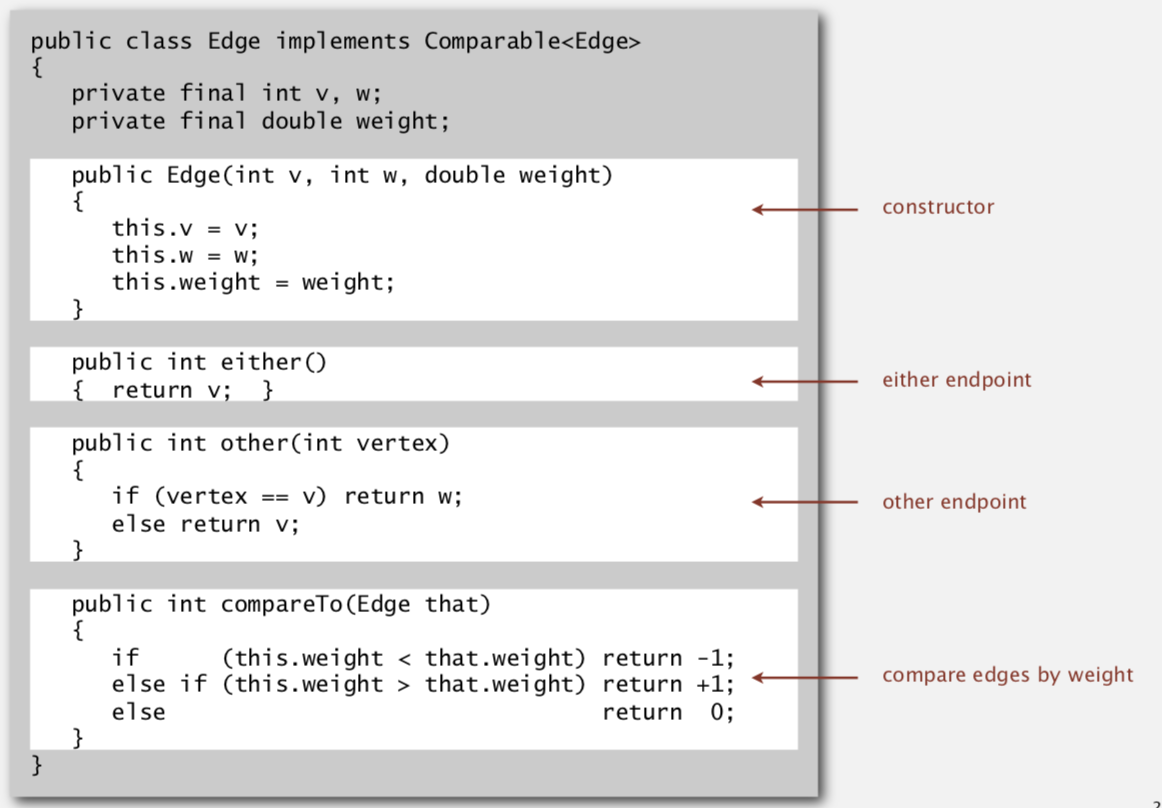 public class Edge implements Comparable<Edge>
{
private final int v, w;
private final double weight;
public Edge(int v, int w, double weight)
{
this.v = v;
this.w = w;
this.weight = weight;
}
constructor
public int either()
{ return v; }
either endpoint
public int other(int vertex)
{
if (vertex == v) return w;
else return v;
}
other endpoint
public int compareTo(Edge that)
{
if (this.weight < that.weight) return -1;
else if (this.weight > that.weight) return +1;
else return 0;
}
compare edges by weight
}